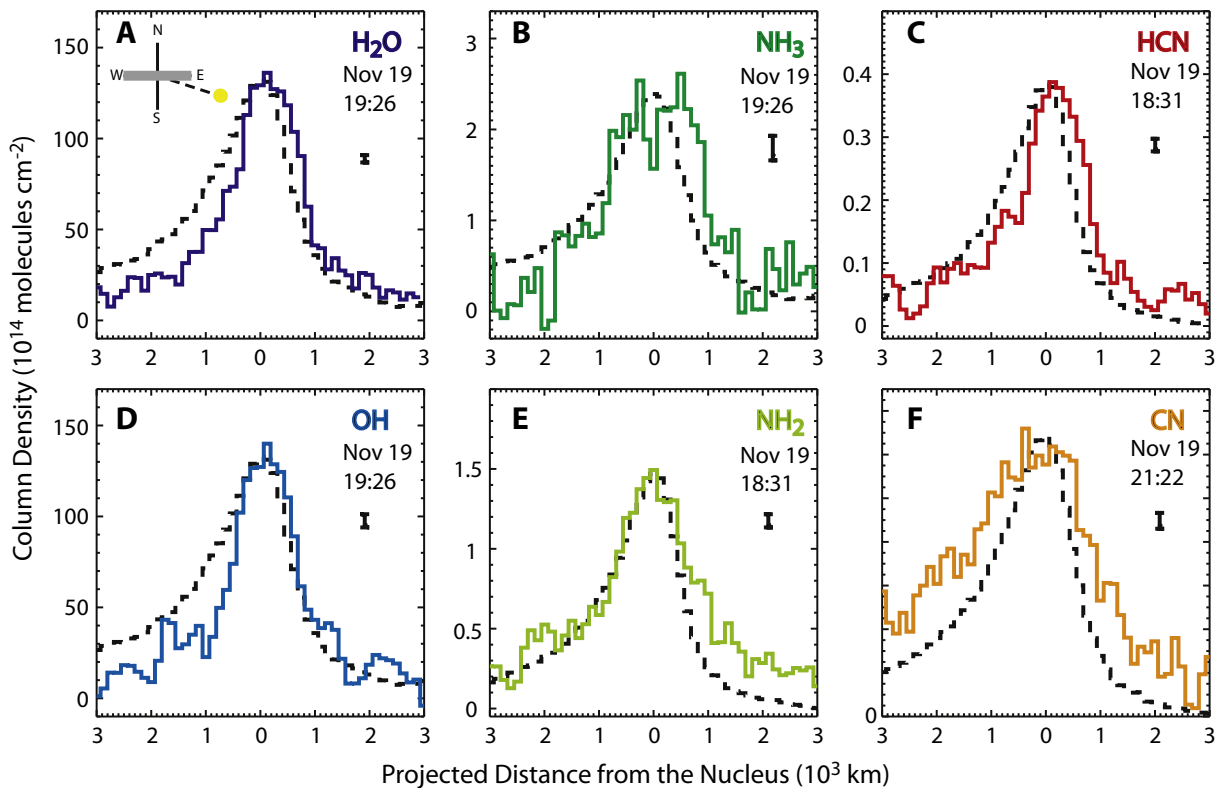 Column Density (10¹⁴ molecules cm⁻²)
A
H₂O
Nov 19
19:26
N
W E
S
150
100
50
0
3 2 1 0 1 2 3
B
NH₃
Nov 19
19:26
3
2
1
0
3 2 1 0 1 2 3
C
HCN
Nov 19
18:31
0.4
0.3
0.2
0.1
0
3 2 1 0 1 2 3
D
OH
Nov 19
19:26
150
100
50
0
3 2 1 0 1 2 3
E
NH₂
Nov 19
18:31
1.5
1
0.5
0
3 2 1 0 1 2 3
F
CN
Nov 19
21:22
0
3 2 1 0 1 2 3
Projected Distance from the Nucleus (10³ km)